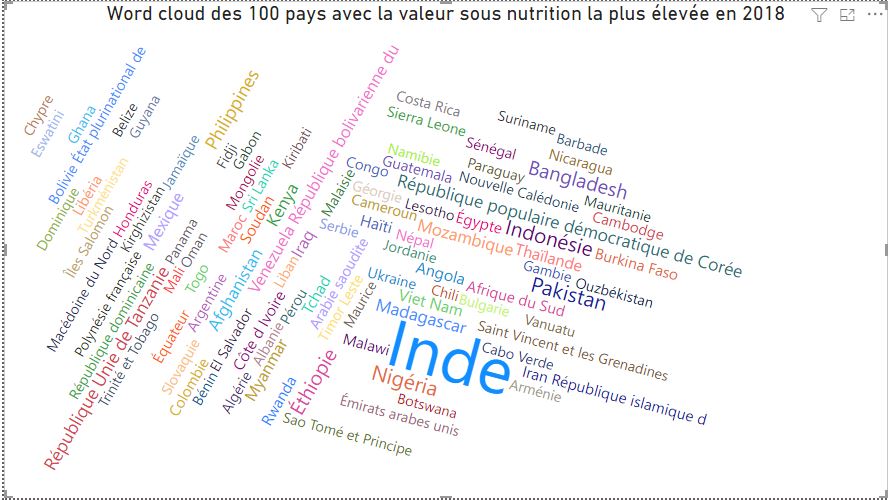 Word cloud des 100 pays avec la valeur sous nutrition la plus élevée en 2018
Chypre
Eswatini
Ghana
Bolivie État plurinational de
Belize
Guyana
Dominique
Libéria
Turkmenistan
Îles Salomon
Macédoine du Nord
Honduras
Kirghizistan
Jamaïque
Mexique
Polynésie française
République dominicaine
République Unie de Tanzanie
Trinité et Tobago
Mali
Panama
Oman
Togo
Philippines
Fidji
Gabon
Mongolie
Sri Lanka
Kiribati
Maroc
Soudan
Kenya
Équateur
Argentine
Afghanistan
Venezuela République bolivarienne du
Malaisie
Slovaquie
Colombie
Bénin
El Salvador
Côte d'Ivoire
Liban
Iraq
Algérie
Albanie
Pérou
Myanmar
Tchad
Arabie saoudite
Serbie
Timor Leste
Maurice
Rwanda
Éthiopie
Costa Rica
Sierra Leone
Suriname
Barbade
Sénégal
Nicaragua
Namibie
Guatemala
Paraguay
Bangladesh
Congo
Géorgie
Nouvelle Calédonie
Mauritanie
République populaire démocratique de Corée
Cambodge
Cameroun
Lesotho
Égypte
Indonésie
Haïti
Népal
Mozambique
Thaïlande
Burkina Faso
Jordanie
Gambie
Ouzbékistan
Ukraine
Angola
Afrique du Sud
Pakistan
Chili
Bulgarie
Viet Nam
Vanuatu
Madagascar
Saint Vincent et les Grenadines
Malawi
Inde
Cabo Verde
Iran République islamique d
Arménie
Nigéria
Botswana
Émirats arabes unis
Sao Tomé et Principe